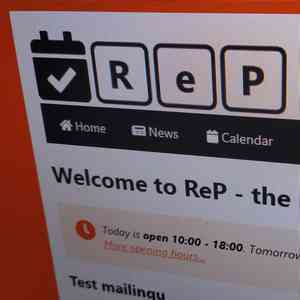 R e P
Home News Calendar
Welcome to ReP - the
Today is open 10:00 - 18:00. Tomorrow
More opening hours...
Test mailingu